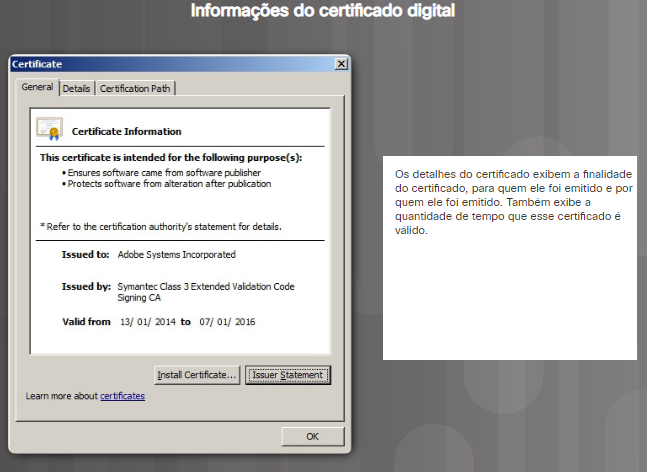 Informações do certificado digital
Certificate
General
Details
Certification Path
Certificate Information
This certificate is intended for the following purpose(s):
• Ensures software came from software publisher
• Protects software from alteration after publication
* Refer to the certification authority's statement for details.
Issued to: Adobe Systems Incorporated
Issued by: Symantec Class 3 Extended Validation Code
Signing CA
Valid from 13/ 01/ 2014 to 07/ 01/ 2016
Install Certificate...
Issuer Statement
Learn more about certificates
OK
Os detalhes do certificado exibem a finalidade
do certificado, para quem ele foi emitido e por
quem ele foi emitido. Também exibe a
quantidade de tempo que esse certificado é
válido.